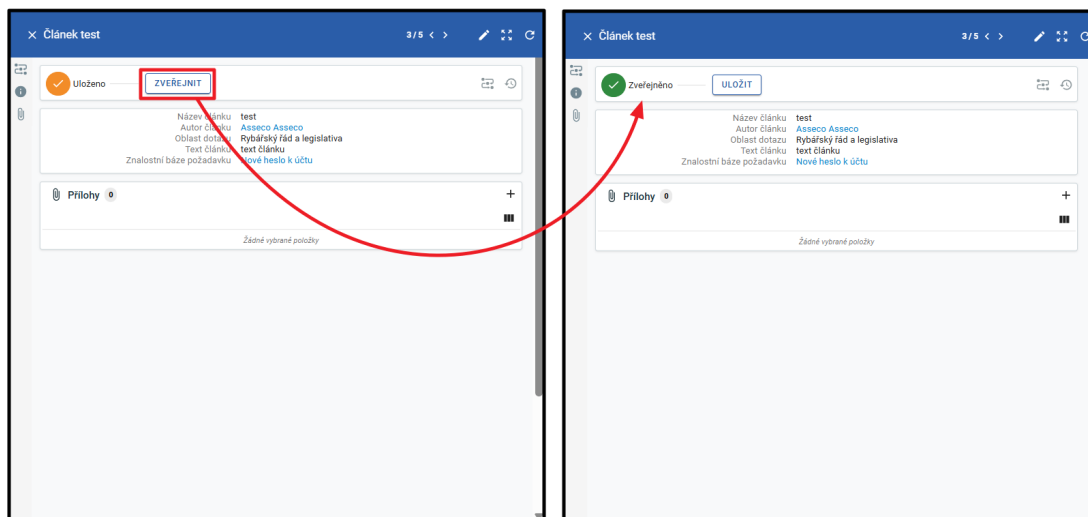 Článek test
3/5
Uloženo
ZVEŘEJNIT
Název článku test
Autor článku Asseco Asseco
Oblast dotazu Rybářský řád a legislativa
Text článku text článku
Znalostní báze požadavku Nové heslo k účtu
Přílohy 0
Žádné vybrané položky
Článek test
3/5
Zveřejněno
ULOŽIT
Název článku test
Autor článku Asseco Asseco
Oblast dotazu Rybářský řád a legislativa
Text článku text článku
Znalostní báze požadavku Nové heslo k účtu
Přílohy 0
Žádné vybrané položky